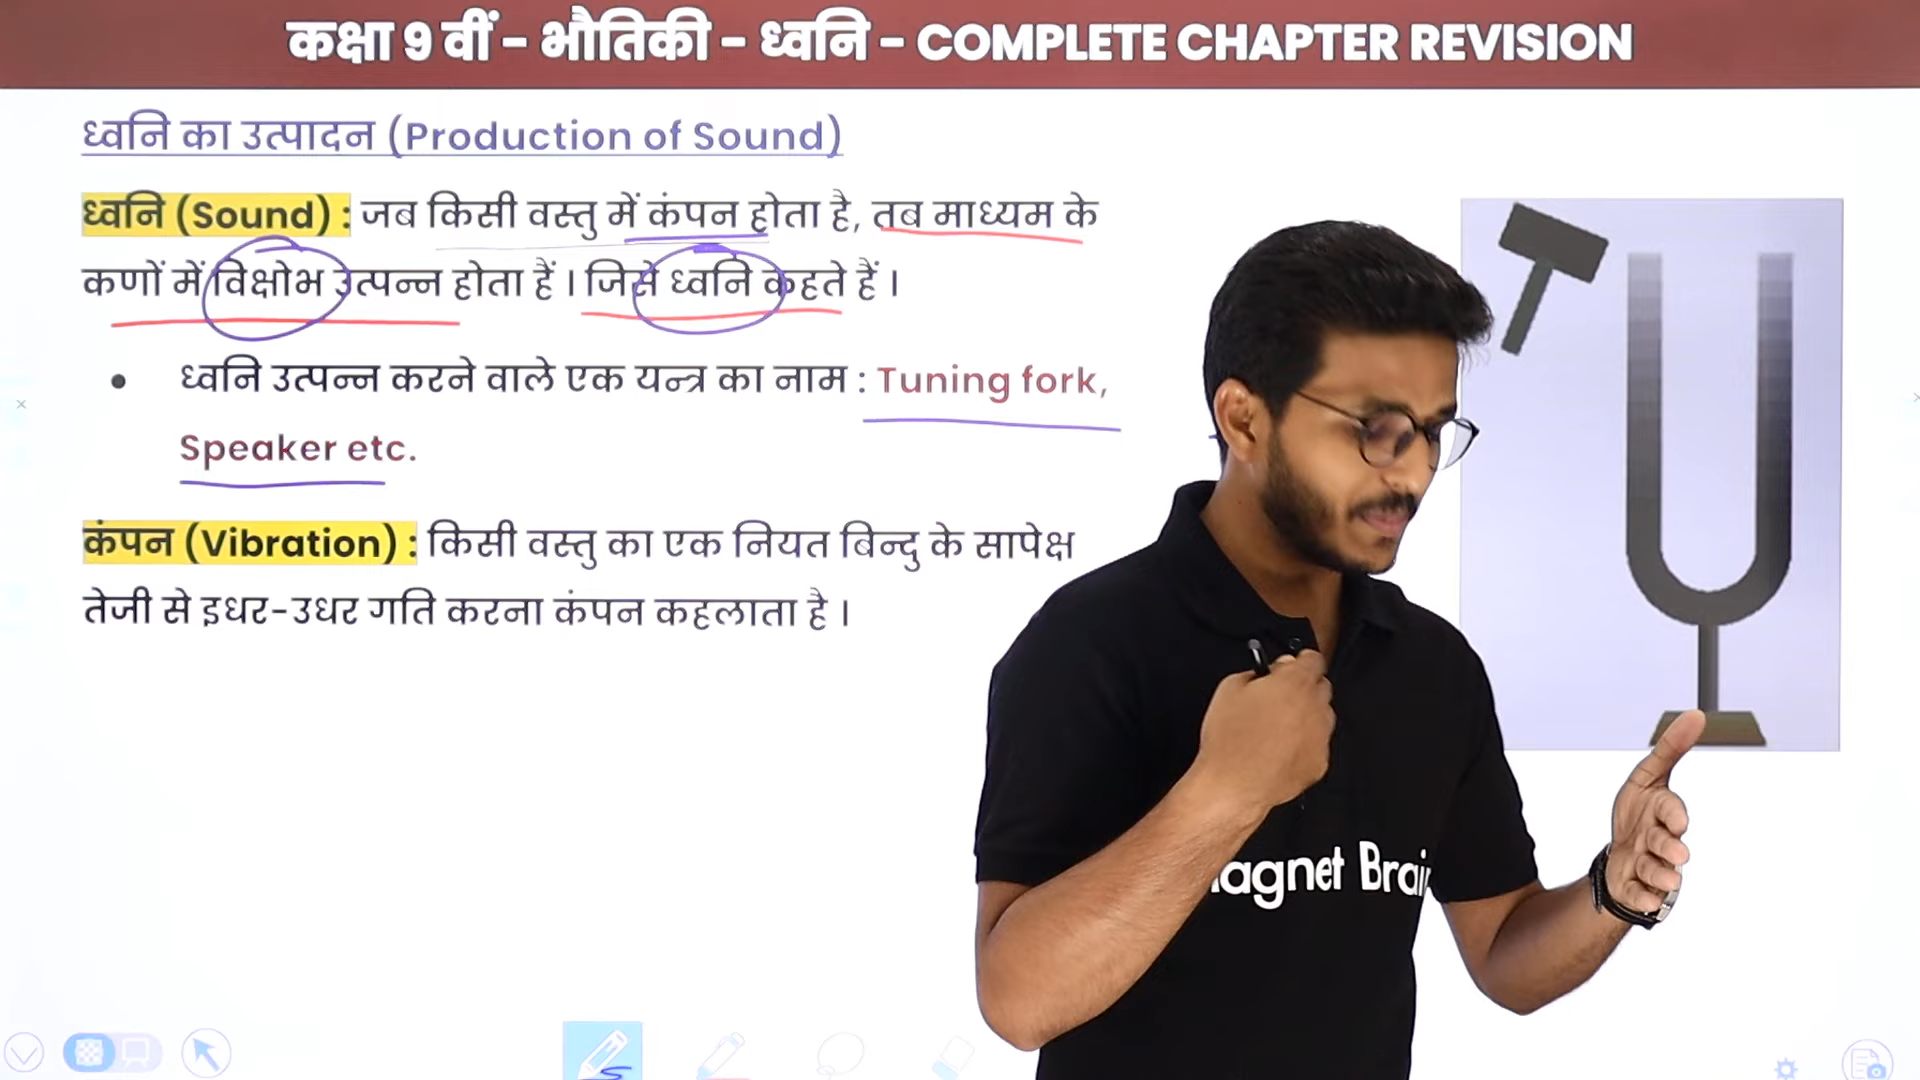 कक्षा 9 वीं - भौतिकी - ध्वनि - COMPLETE CHAPTER REVISION
ध्वनि का उत्पादन (Production of Sound)
ध्वनि (Sound) : जब किसी वस्तु में कंपन होता है, तब माध्यम के
कणों में विक्षोभ उत्पन्न होता हैं । जिसे ध्वनि कहते हैं ।
• ध्वनि उत्पन्न करने वाले एक यन्त्र का नाम : Tuning fork,
Speaker etc.
कंपन (Vibration) : किसी वस्तु का एक नियत बिन्दु के सापेक्ष
तेजी से इधर-उधर गति करना कंपन कहलाता है ।
agnet Brai